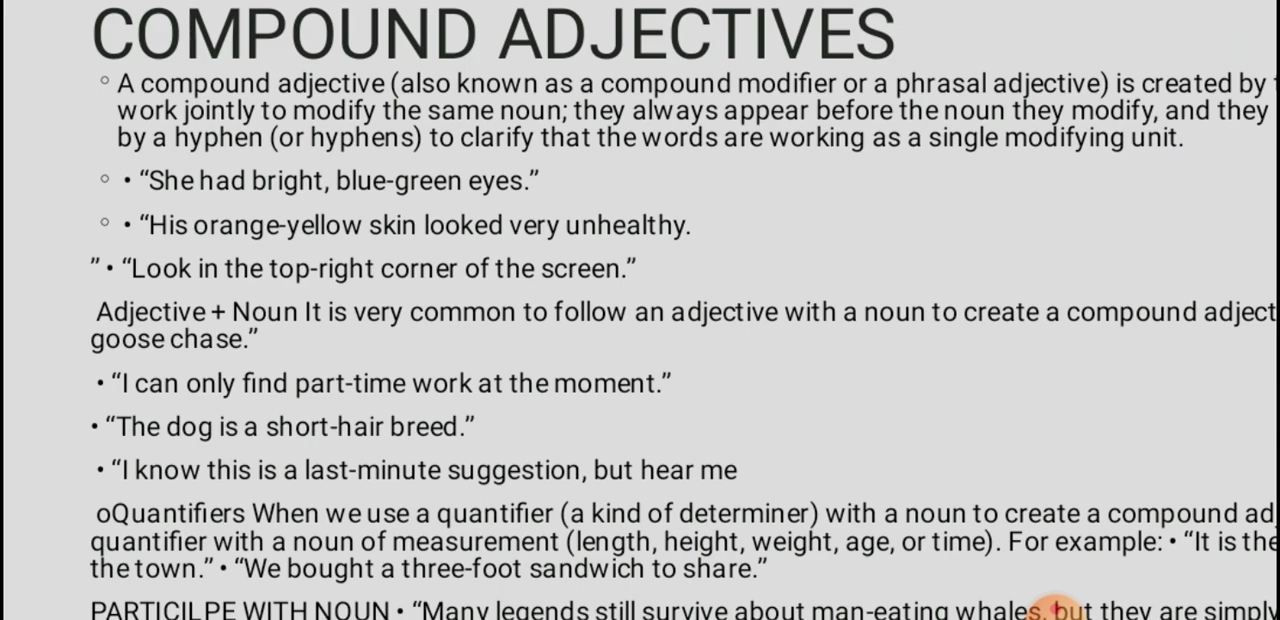 COMPOUND ADJECTIVES
◦ A compound adjective (also known as a compound modifier or a phrasal adjective) is created by
work jointly to modify the same noun; they always appear before the noun they modify, and they
by a hyphen (or hyphens) to clarify that the words are working as a single modifying unit.
◦ • “She had bright, blue-green eyes.”
◦ • “His orange-yellow skin looked very unhealthy.
” • “Look in the top-right corner of the screen.”
Adjective + Noun It is very common to follow an adjective with a noun to create a compound adject
goose chase.”
• “I can only find part-time work at the moment.”
• “The dog is a short-hair breed.”
• “I know this is a last-minute suggestion, but hear me
oQuantifiers When we use a quantifier (a kind of determiner) with a noun to create a compound ad
quantifier with a noun of measurement (length, height, weight, age, or time). For example: • “It is the
the town.” • “We bought a three-foot sandwich to share.”
PARTICILPE WITH NOUN • “Many legends still survive about man-eating whales, but they are simply